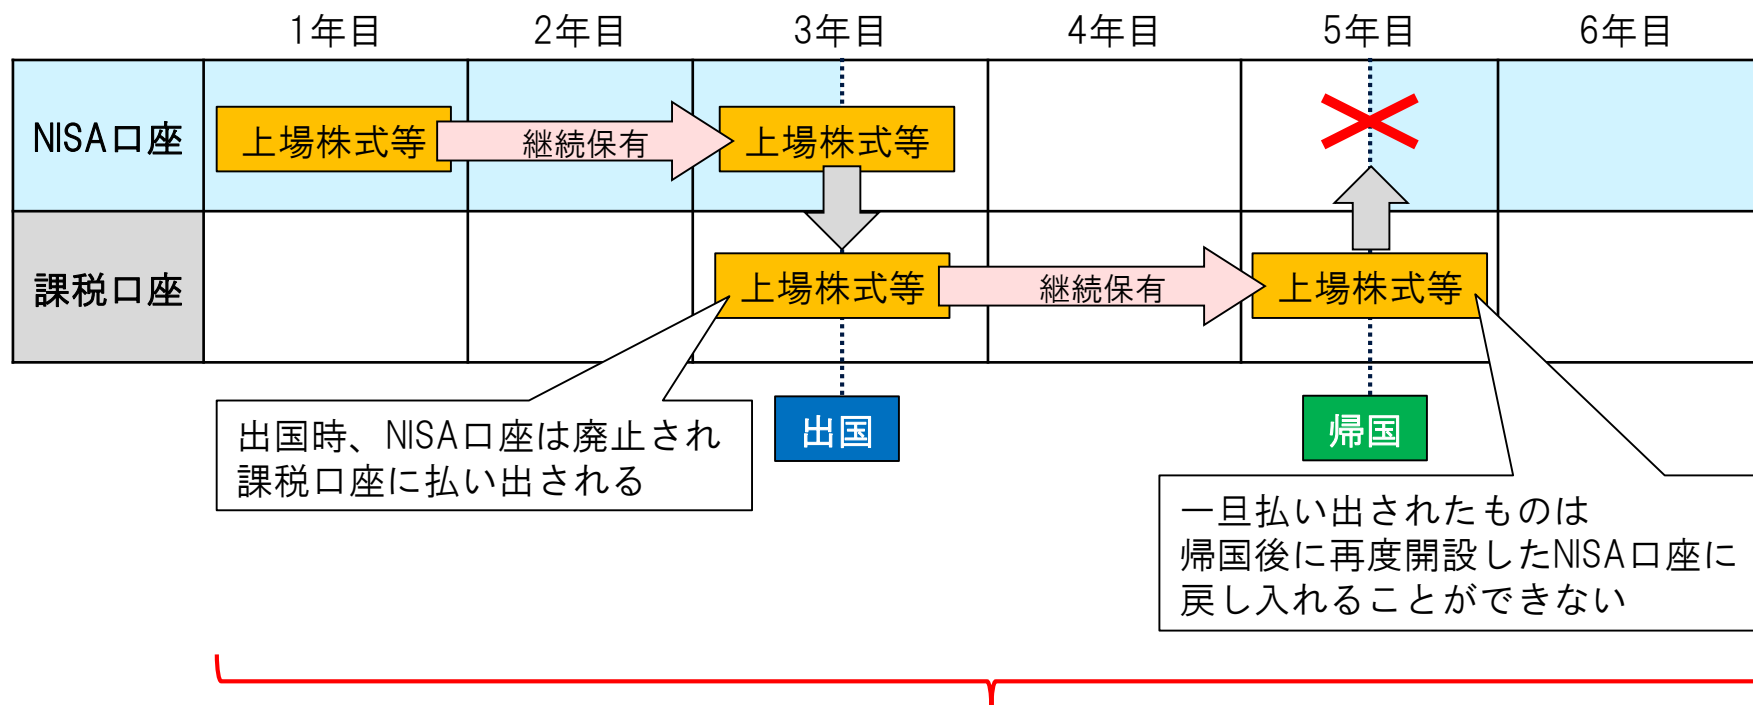 1年目
2年目
3年目
4年目
5年目
6年目
NISA口座
上場株式等
継続保有
上場株式等
課税口座
上場株式等
継続保有
上場株式等
出国
帰国
出国時、NISA口座は廃止され
課税口座に払い出される
一旦払い出されたものは
帰国後に再度開設したNISA口座に
戻し入れることができない